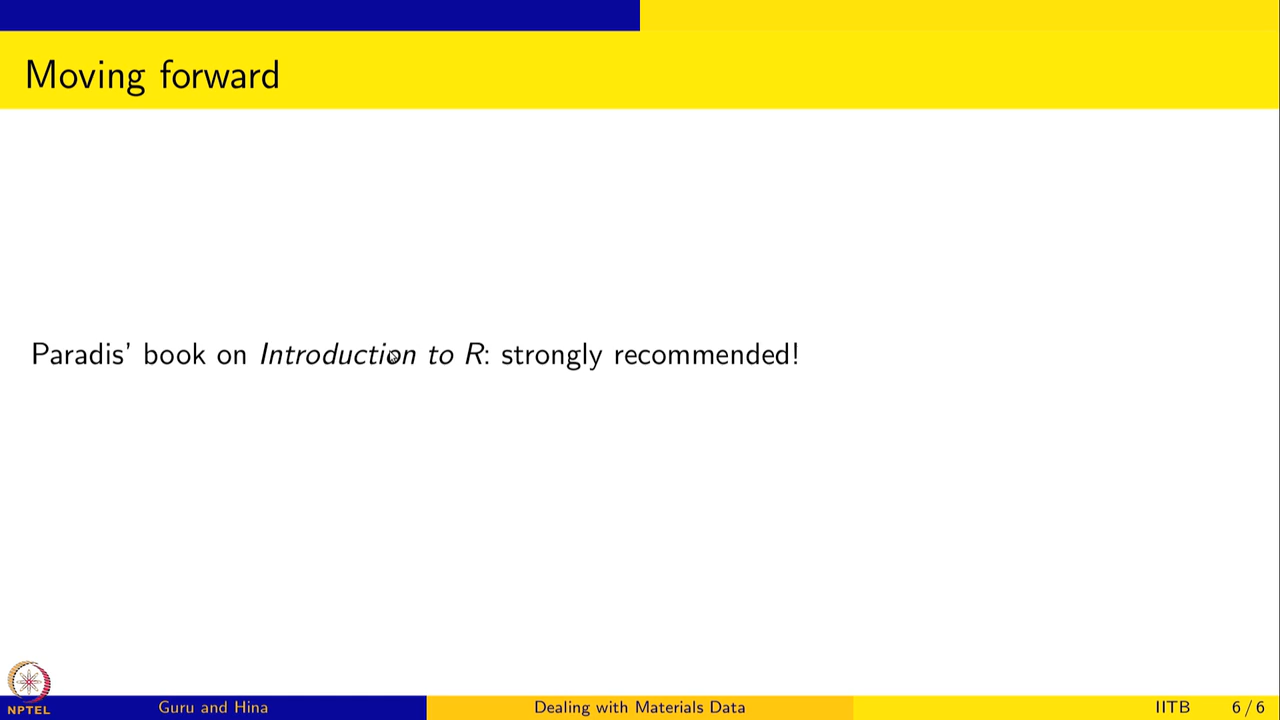 Moving forward
Paradis' book on Introduction to R: strongly recommended!
NPTEL
Guru and Hina
Dealing with Materials Data
IITB
6 / 6